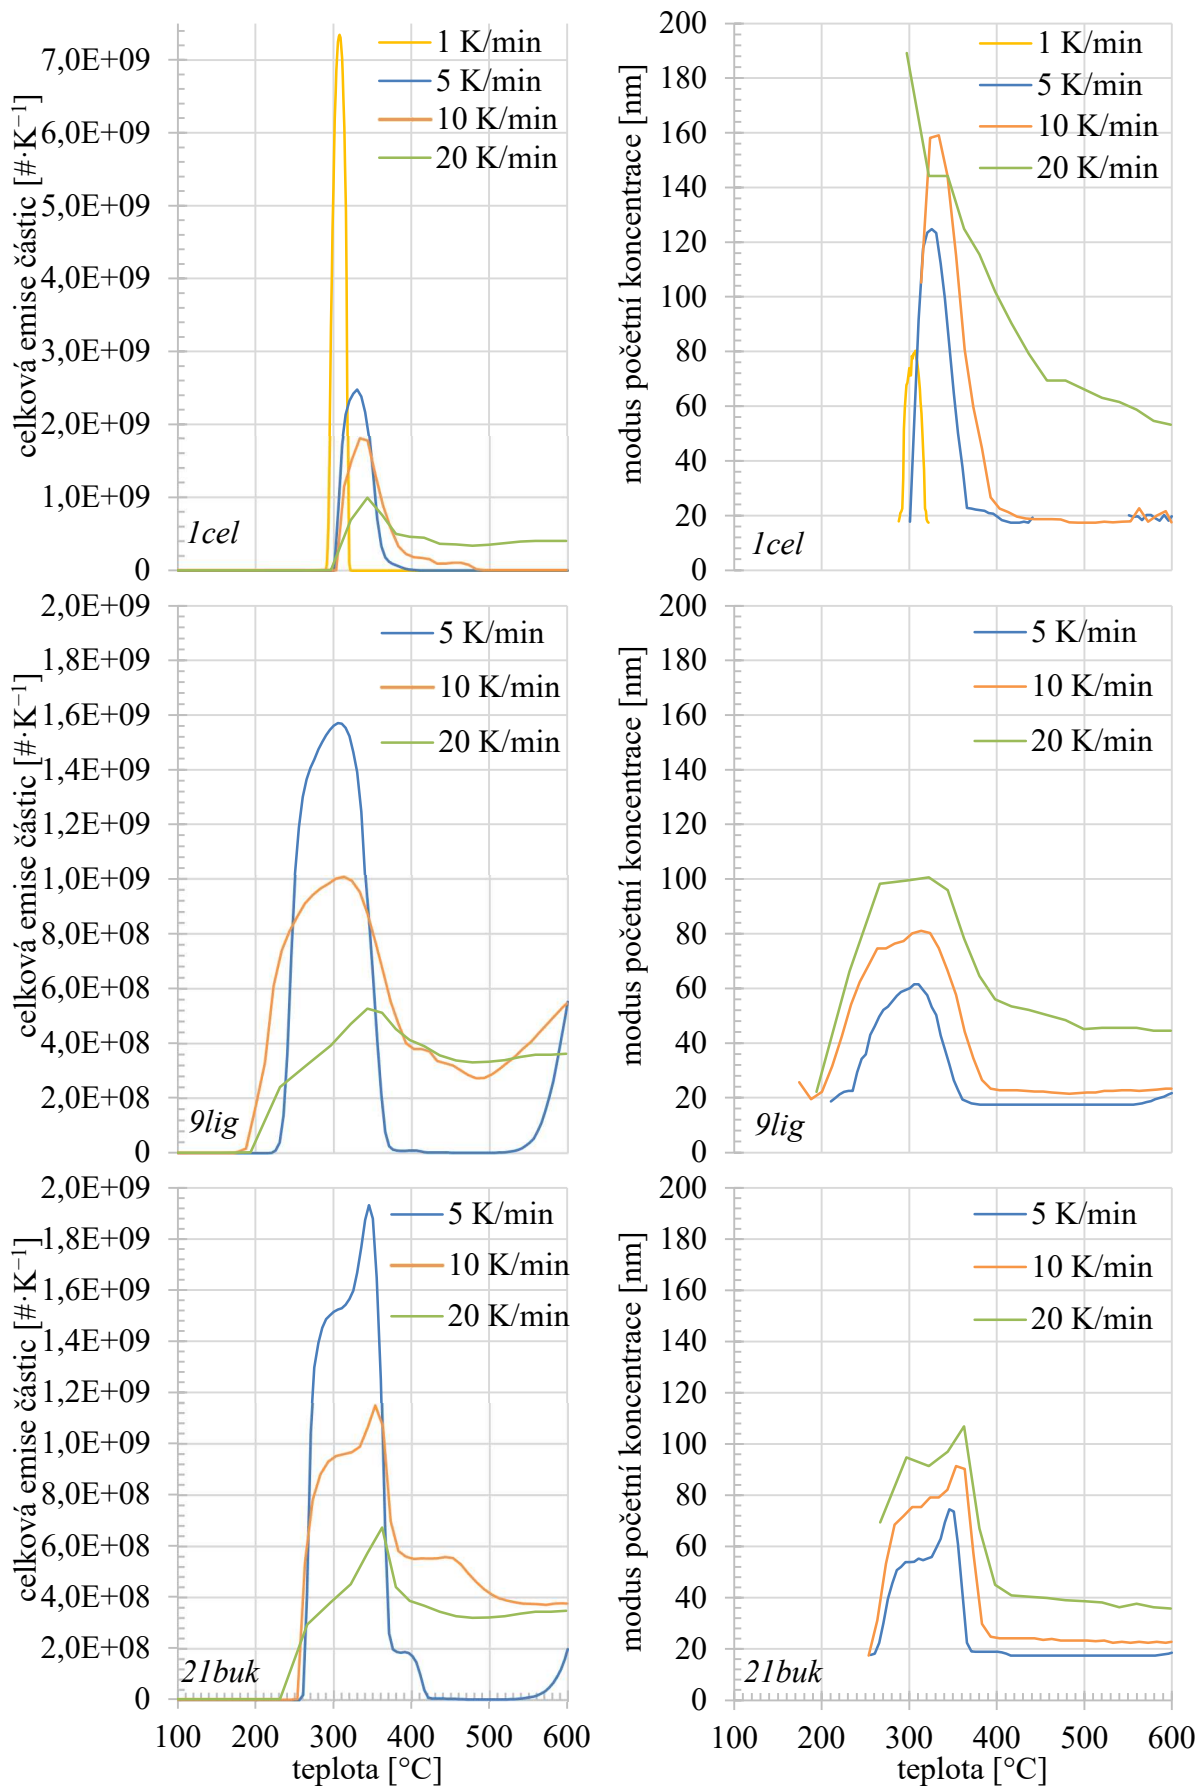 celková emise částic [#·K⁻¹]
7,0E+09
6,0E+09
5,0E+09
4,0E+09
3,0E+09
2,0E+09
1,0E+09
0
1 K/min
5 K/min
10 K/min
20 K/min
1cel
modus početní koncentrace [nm]
200
180
160
140
120
100
80
60
40
20
0
1 K/min
5 K/min
10 K/min
20 K/min
1cel
celková emise částic [#·K⁻¹]
2,0E+09
1,8E+09
1,6E+09
1,4E+09
1,2E+09
1,0E+09
8,0E+08
6,0E+08
4,0E+08
2,0E+08
0
5 K/min
10 K/min
20 K/min
9lig
modus početní koncentrace [nm]
200
180
160
140
120
100
80
60
40
20
0
5 K/min
10 K/min
20 K/min
9lig
celková emise částic [#·K⁻¹]
2,0E+09
1,8E+09
1,6E+09
1,4E+09
1,2E+09
1,0E+09
8,0E+08
6,0E+08
4,0E+08
2,0E+08
0
5 K/min
10 K/min
20 K/min
21buk
100 200 300 400 500 600
teplota [°C]
modus početní koncentrace [nm]
200
180
160
140
120
100
80
60
40
20
0
5 K/min
10 K/min
20 K/min
21buk
100 200 300 400 500 600
teplota [°C]